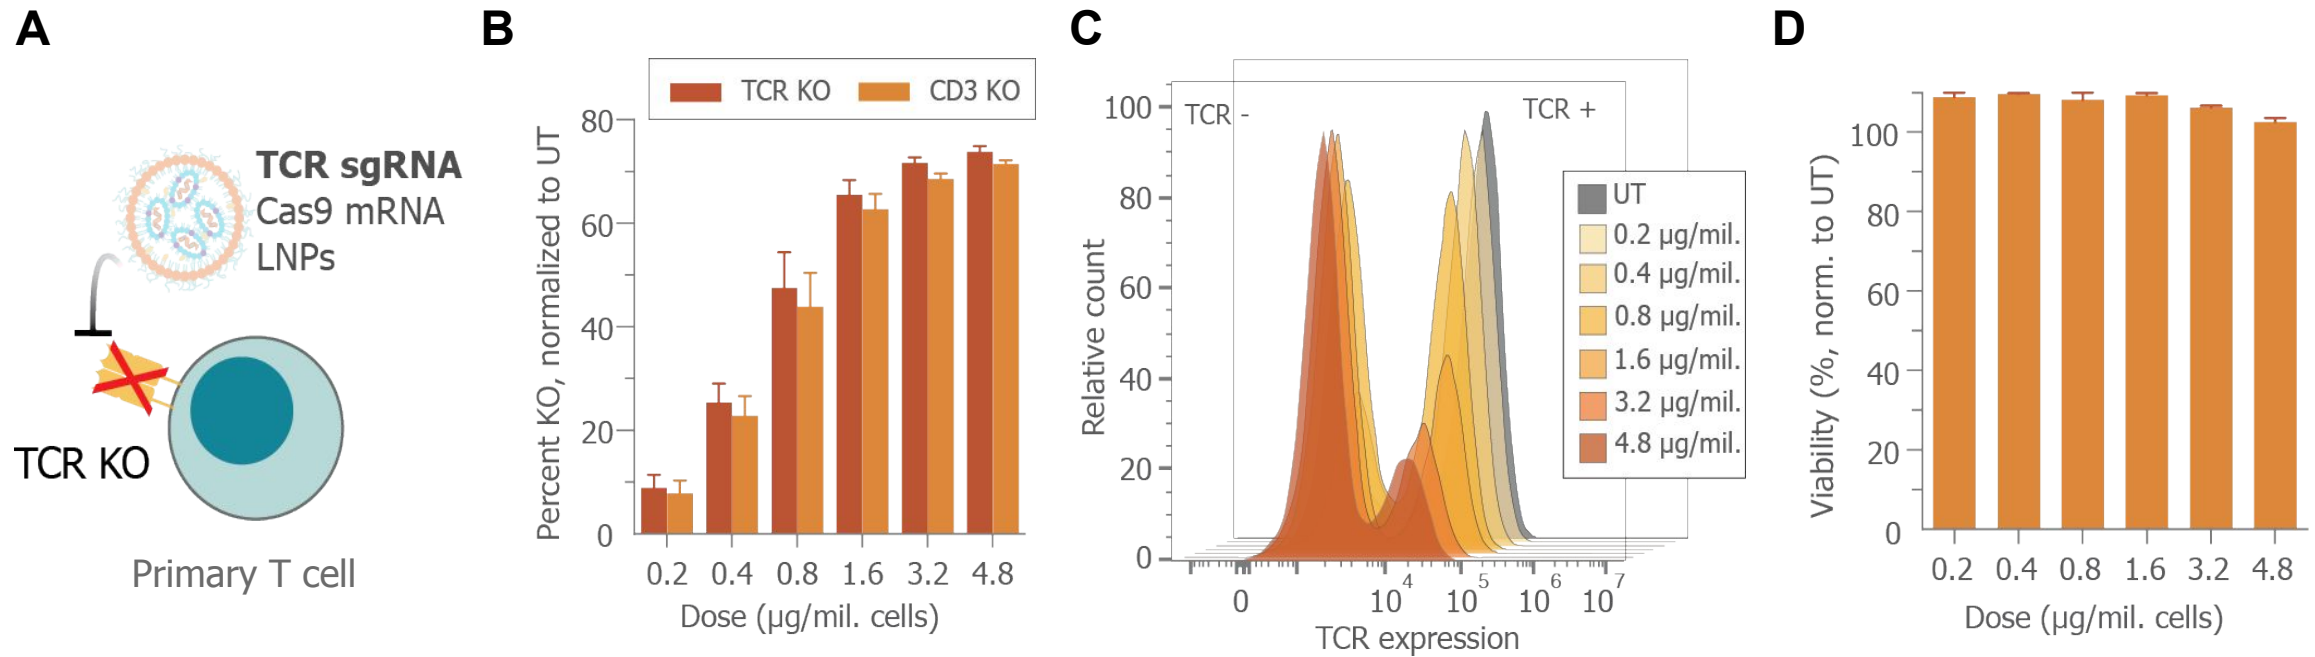 A
TCR sgRNA
Cas9 mRNA
LNPs
TCR KO
Primary T cell
B
TCR KO CD3 KO
Percent KO, normalized to UT
80
60
40
20
0
0.2 0.4 0.8 1.6 3.2 4.8
Dose (µg/mil. cells)
C
TCR - TCR +
Relative count
100
80
60
40
20
0
UT
0.2 µg/mil.
0.4 µg/mil.
0.8 µg/mil.
1.6 µg/mil.
3.2 µg/mil.
4.8 µg/mil.
0 10⁴ 10⁵ 10⁶ 10⁷
TCR expression
D
Viability (%, norm. to UT)
100
80
60
40
20
0
0.2 0.4 0.8 1.6 3.2 4.8
Dose (µg/mil. cells)